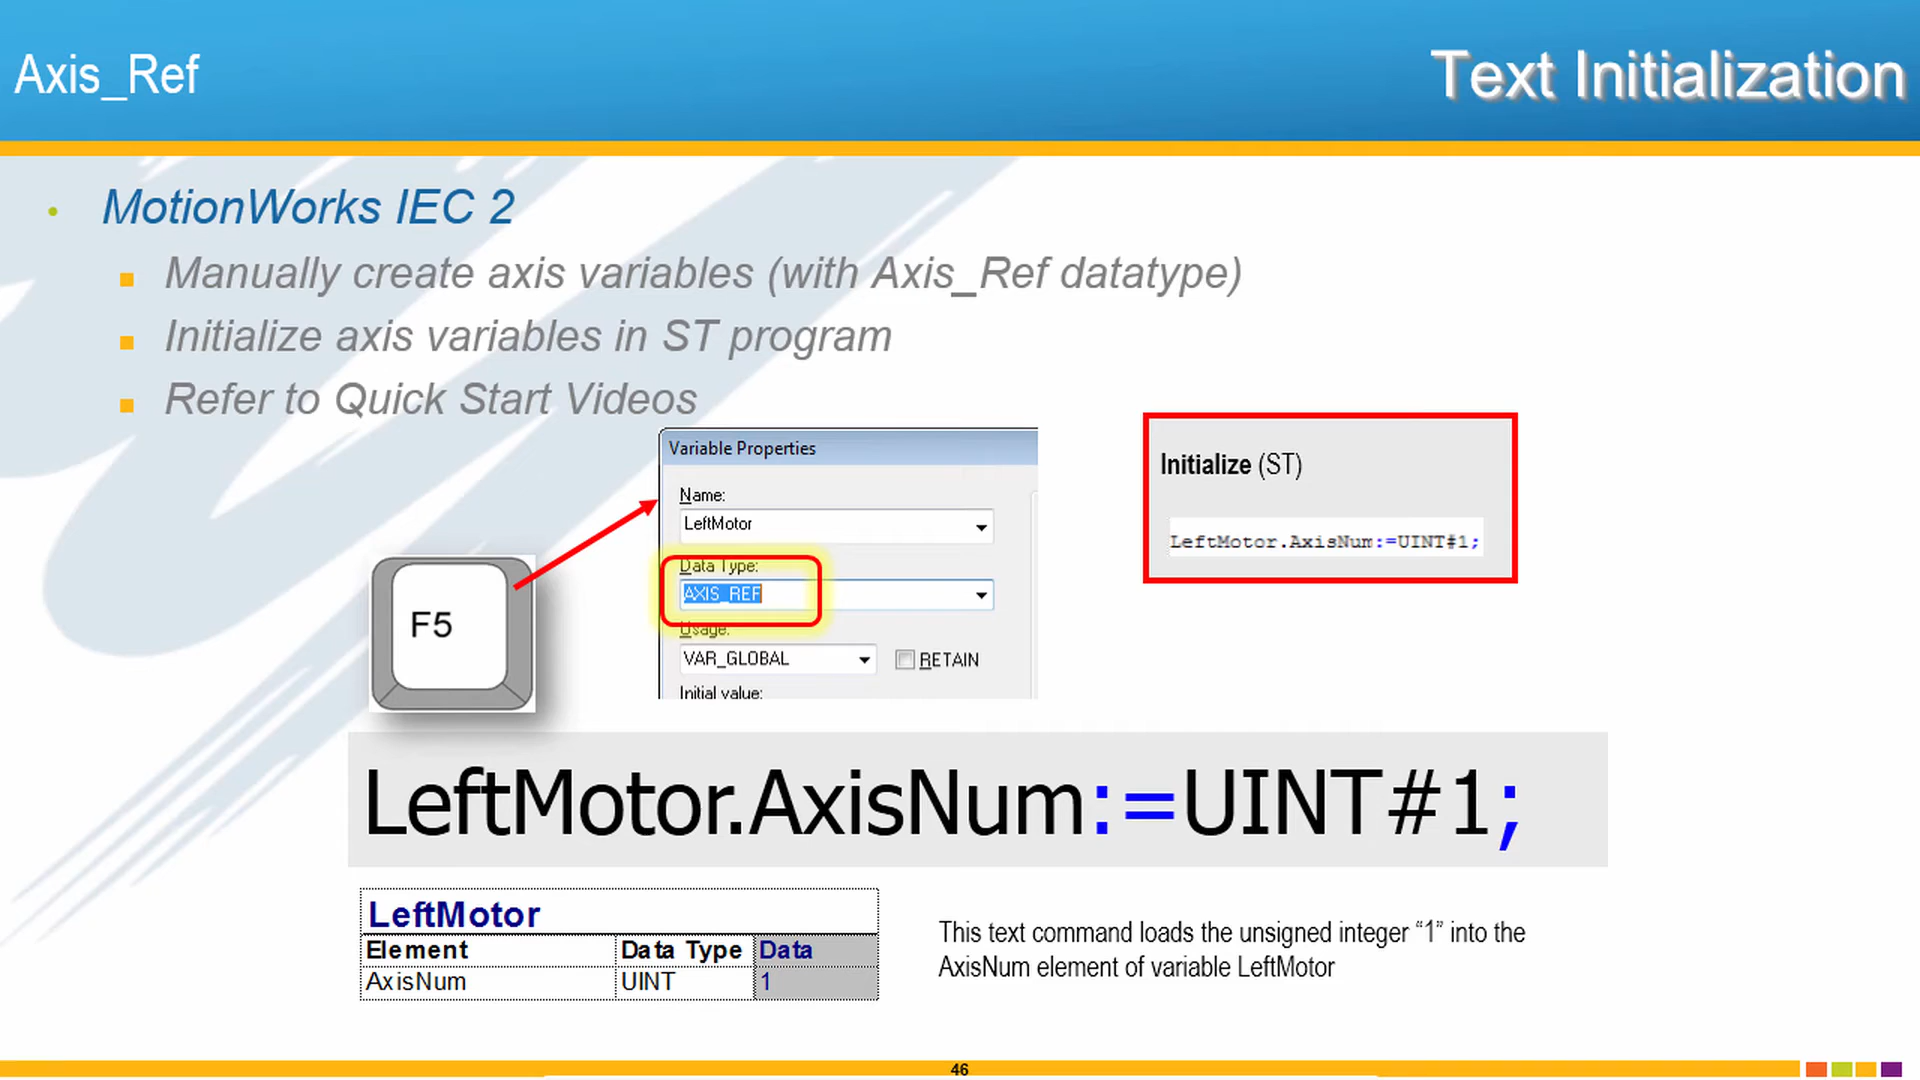 Axis_Ref
Text Initialization
MotionWorks IEC 2
Manually create axis variables (with Axis_Ref datatype)
Initialize axis variables in ST program
Refer to Quick Start Videos
F5
Variable Properties
Name:
LeftMotor
Data Type:
AXIS_REF
Usage:
VAR_GLOBAL
RETAIN
Initial value:
Initialize (ST)
LeftMotor.AxisNum:=UINT#1;
LeftMotor.AxisNum:=UINT#1;
LeftMotor
Element Data Type Data
AxisNum UINT 1
This text command loads the unsigned integer “1” into the
AxisNum element of variable LeftMotor
46